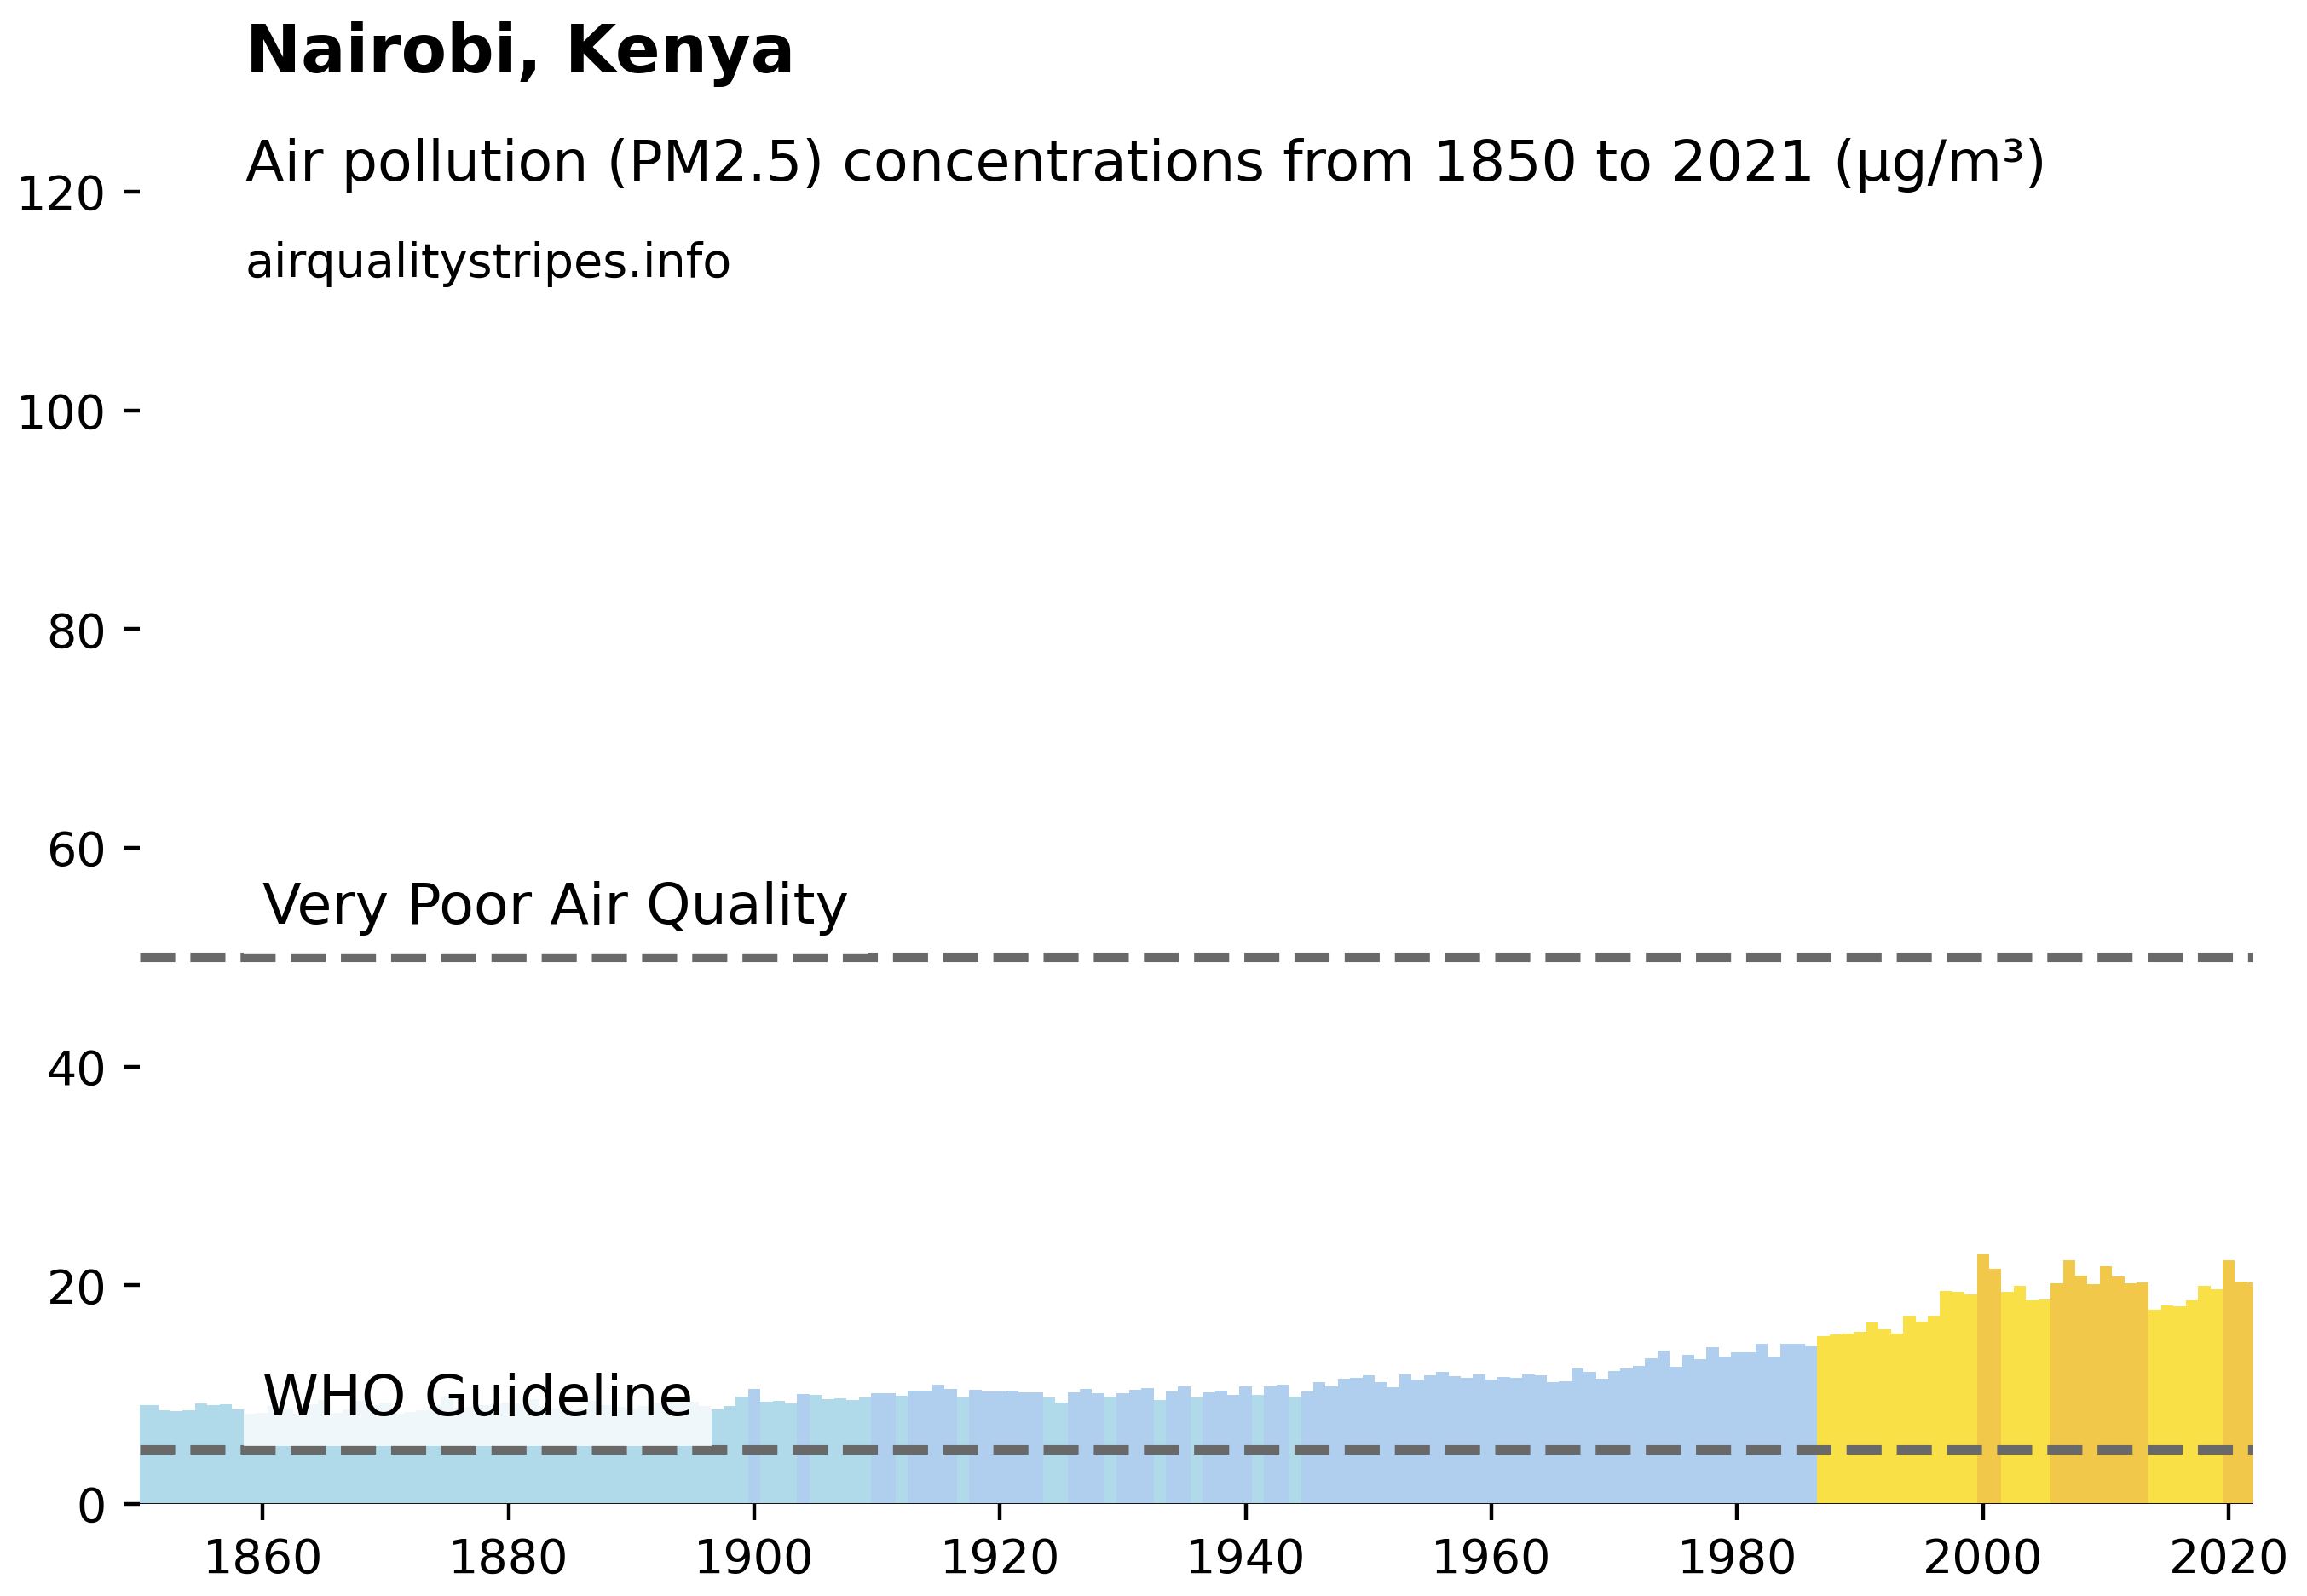 Nairobi, Kenya
Air pollution (PM2.5) concentrations from 1850 to 2021 (µg/m³)
airqualitystripes.info
120
100
80
60
Very Poor Air Quality
40
20
WHO Guideline
0
1860 1880 1900 1920 1940 1960 1980 2000 2020